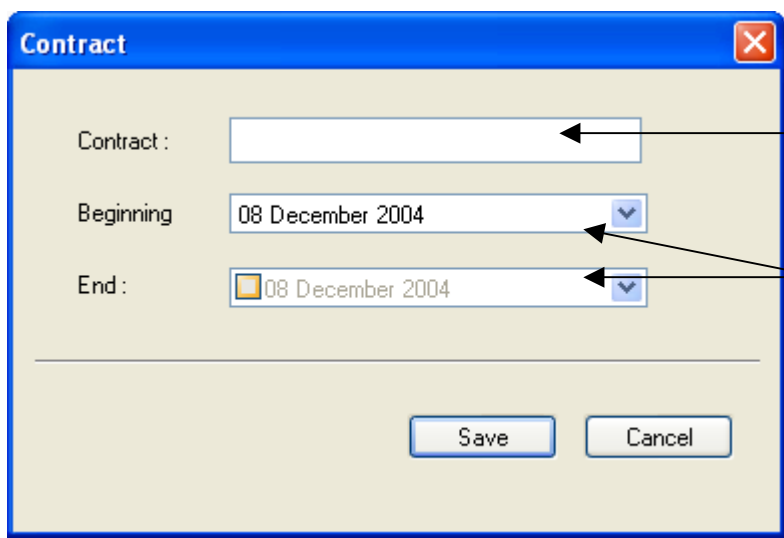 Contract
Contract :
Beginning 08 December 2004
End : 08 December 2004
Save Cancel